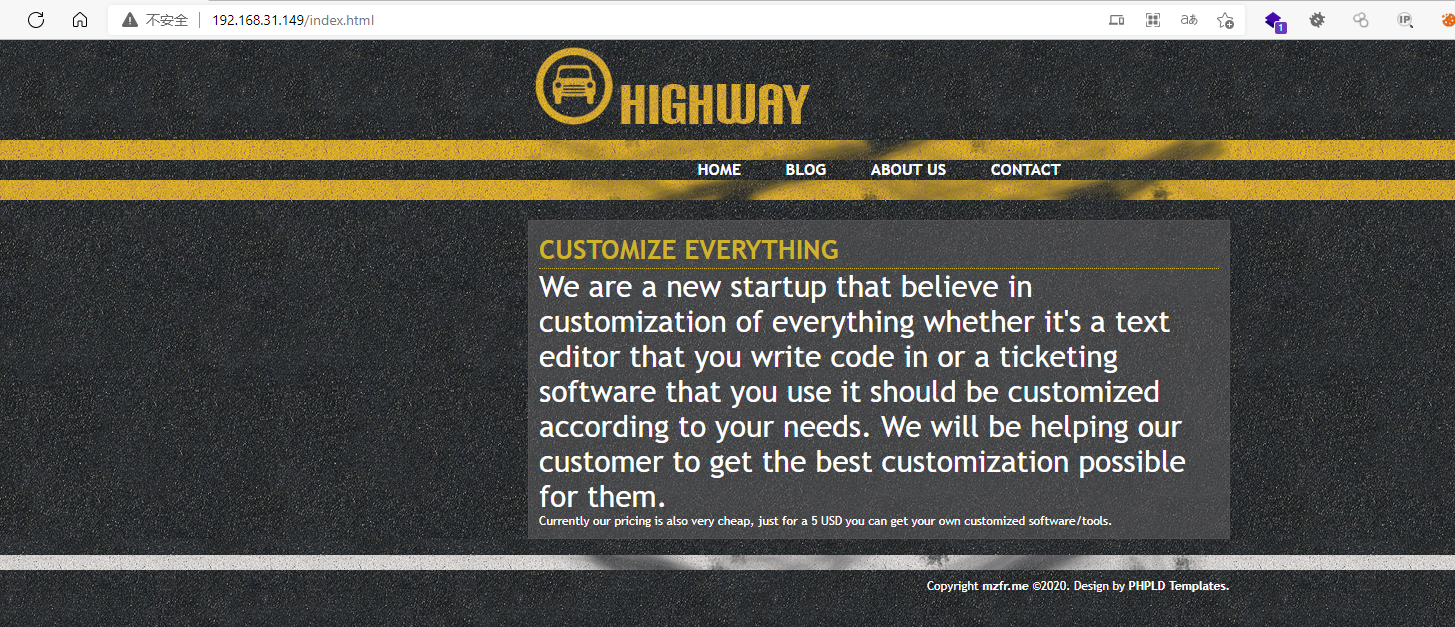 不安全 192.168.31.149/index.html
aあ
1
IP
HIGHWAY
HOME BLOG ABOUT US CONTACT
CUSTOMIZE EVERYTHING
We are a new startup that believe in
customization of everything whether it's a text
editor that you write code in or a ticketing
software that you use it should be customized
according to your needs. We will be helping our
customer to get the best customization possible
for them.
Currently our pricing is also very cheap, just for a 5 USD you can get your own customized software/tools.
Copyright mzfr.me ©2020. Design by PHPLD Templates.